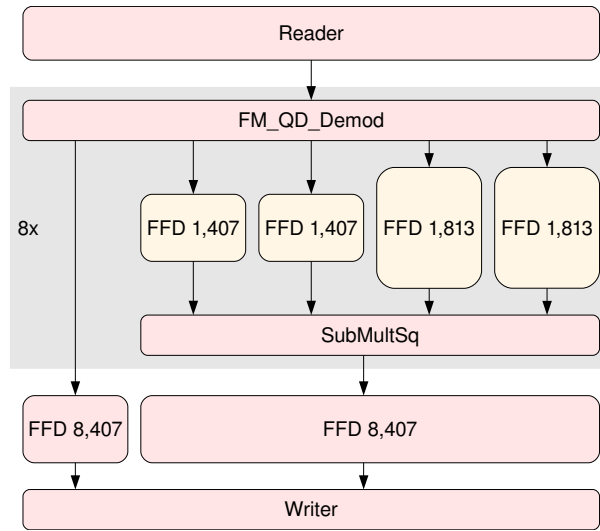 Reader
FM_QD_Demod
8x
FFD 1,407
FFD 1,407
FFD 1,813
FFD 1,813
SubMultSq
FFD 8,407
FFD 8,407
Writer